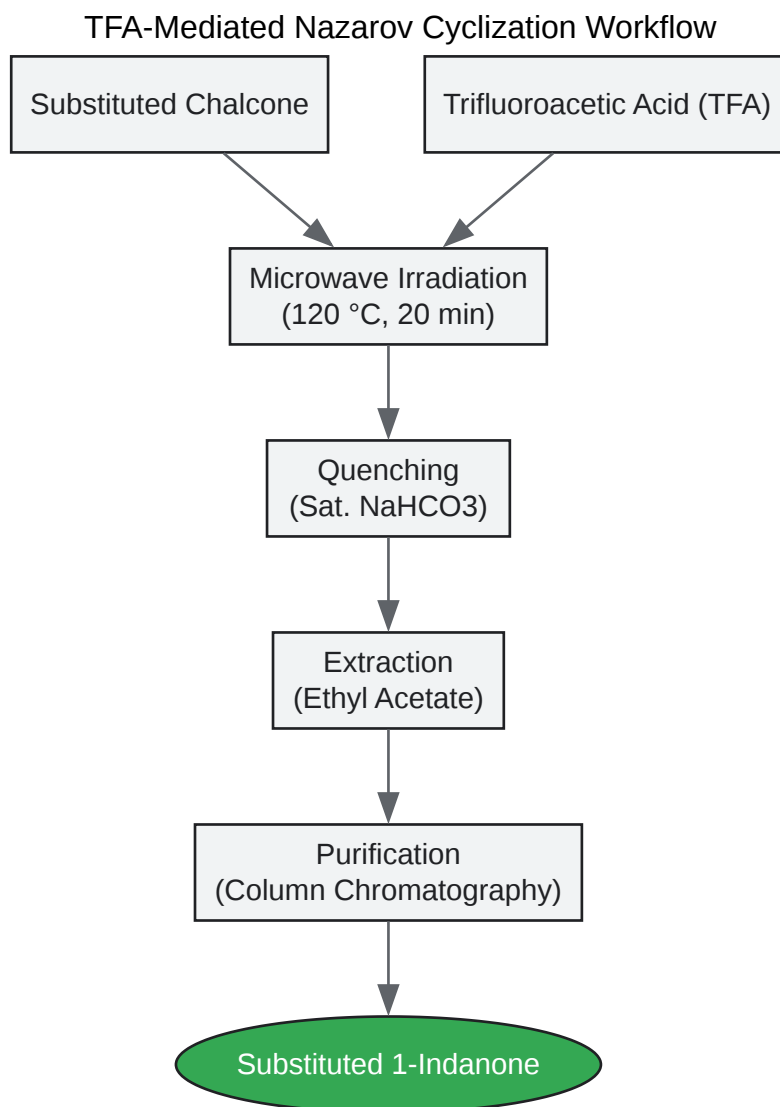 TFA-Mediated Nazarov Cyclization Workflow
Substituted Chalcone
Trifluoroacetic Acid (TFA)
Microwave Irradiation
(120 °C, 20 min)
Quenching
(Sat. NaHCO3)
Extraction
(Ethyl Acetate)
Purification
(Column Chromatography)
Substituted 1-Indanone